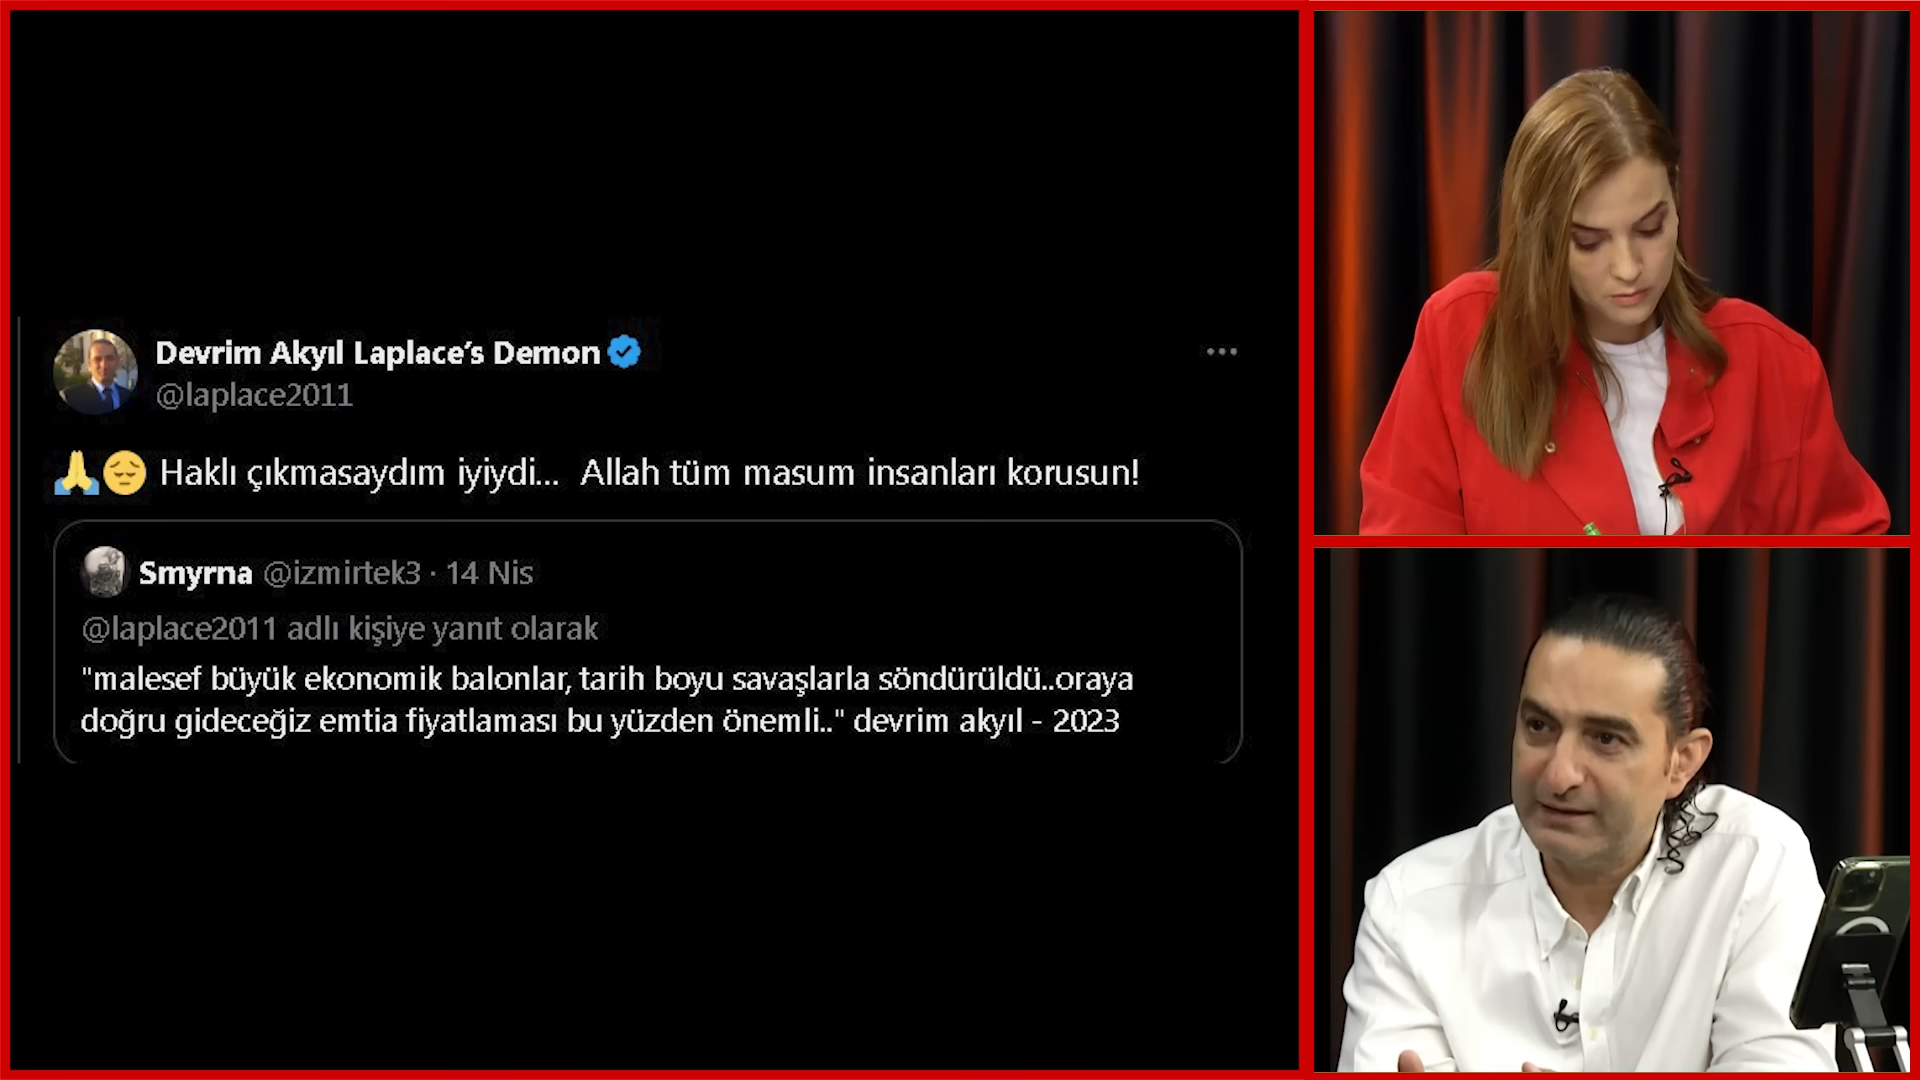 Devrim Akyıl Laplace’s Demon
@laplace2011
🙏😔 Haklı çıkmasaydım iyiydi... Allah tüm masum insanları korusun!
Smyrna @izmirtek3 · 14 Nis
@laplace2011 adlı kişiye yanıt olarak
"malesef büyük ekonomik balonlar, tarih boyu savaşlarla söndürüldü..oraya
doğru gideceğiz emtia fiyatlaması bu yüzden önemli.." devrim akyıl - 2023